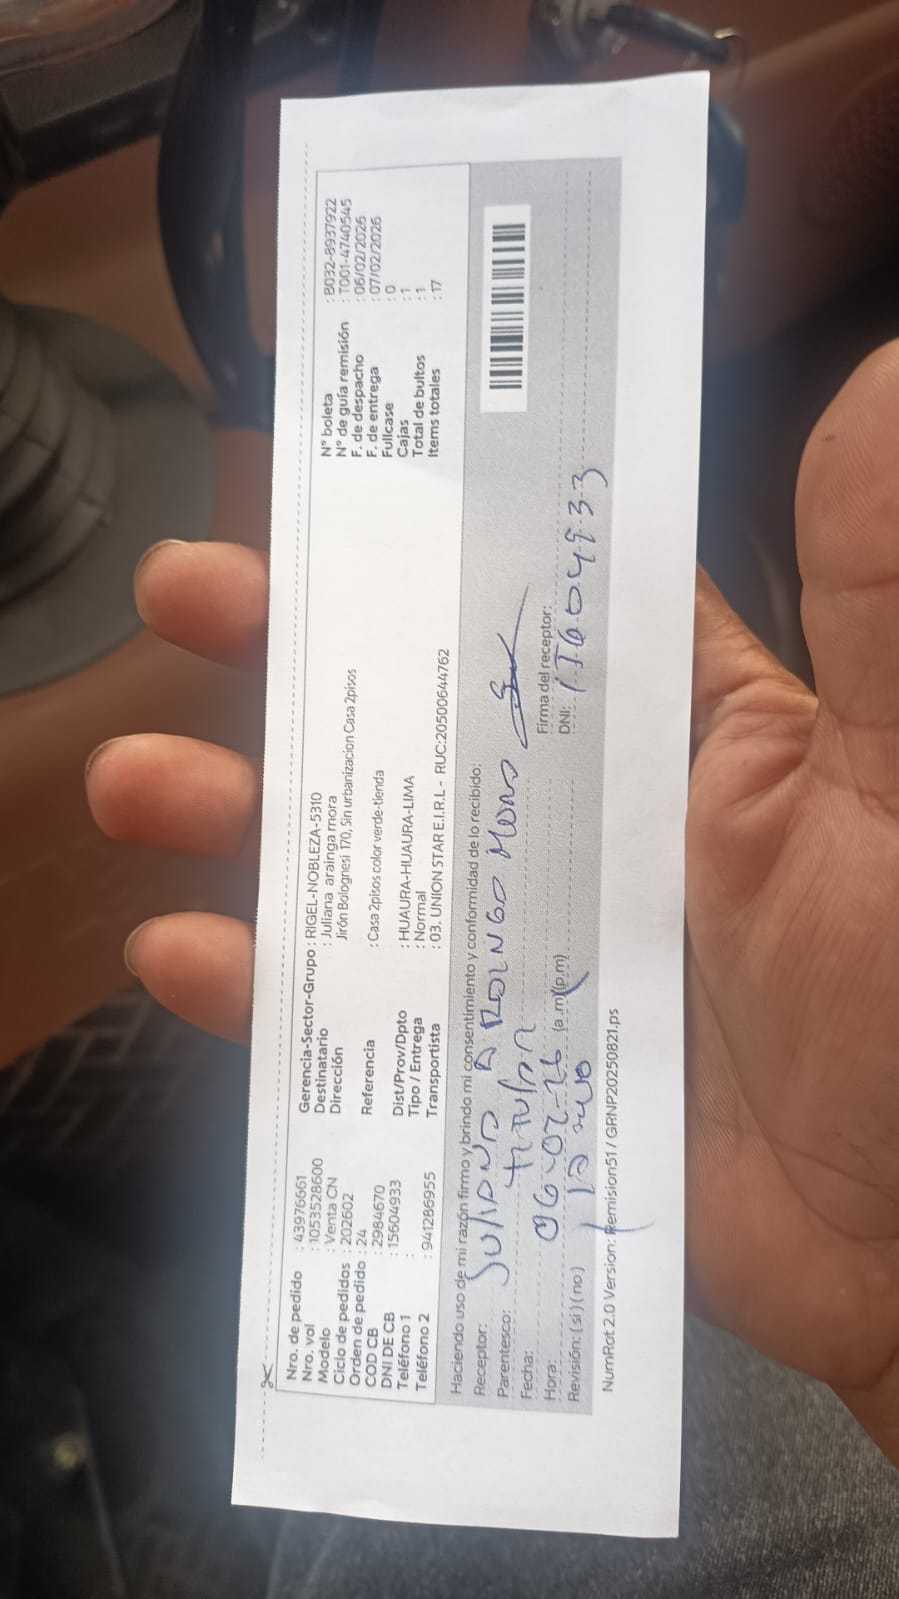 Nro. de pedido : 43976661
Nro. vol : 1053528600
Modelo : Venta CN
Ciclo de pedidos : 202602
Orden de pedido : 24
COD CB : 2984670
DNI DE CB : 15604933
Teléfono 1 :
Teléfono 2 : 941286955
Gerencia-Sector-Grupo : RIGEL-NOBLEZA-5310
Destinatario : Juliana arainga mora
Dirección Jirón Bolognesi 170, Sin urbanizacion Casa 2pisos
Referencia : Casa 2pisos color verde-tienda
Dist/Prov/Dpto : HUAURA-HUAURA-LIMA
Tipo / Entrega : Normal
Transportista : 03. UNION STAR E.I.R.L - RUC:20500644762
N° boleta : B032-8937922
N° de guía remisión : T001-4740545
F. de despacho : 06/02/2026
F. de entrega : 07/02/2026
Fullcase : 0
Cajas : 1
Total de bultos : 1
Items totales : 17
Haciendo uso de mi razón firmo y brindo mi consentimiento y conformidad de lo recibido:
Receptor:
Parentesco: titular
Fecha: 06-02-26
Hora: (a.m)(p.m)
Revisión: (si) (no)
Firma del receptor:
DNI: 15604933
NumRot 2.0 Version: Remision51 / GRNP20250821.ps